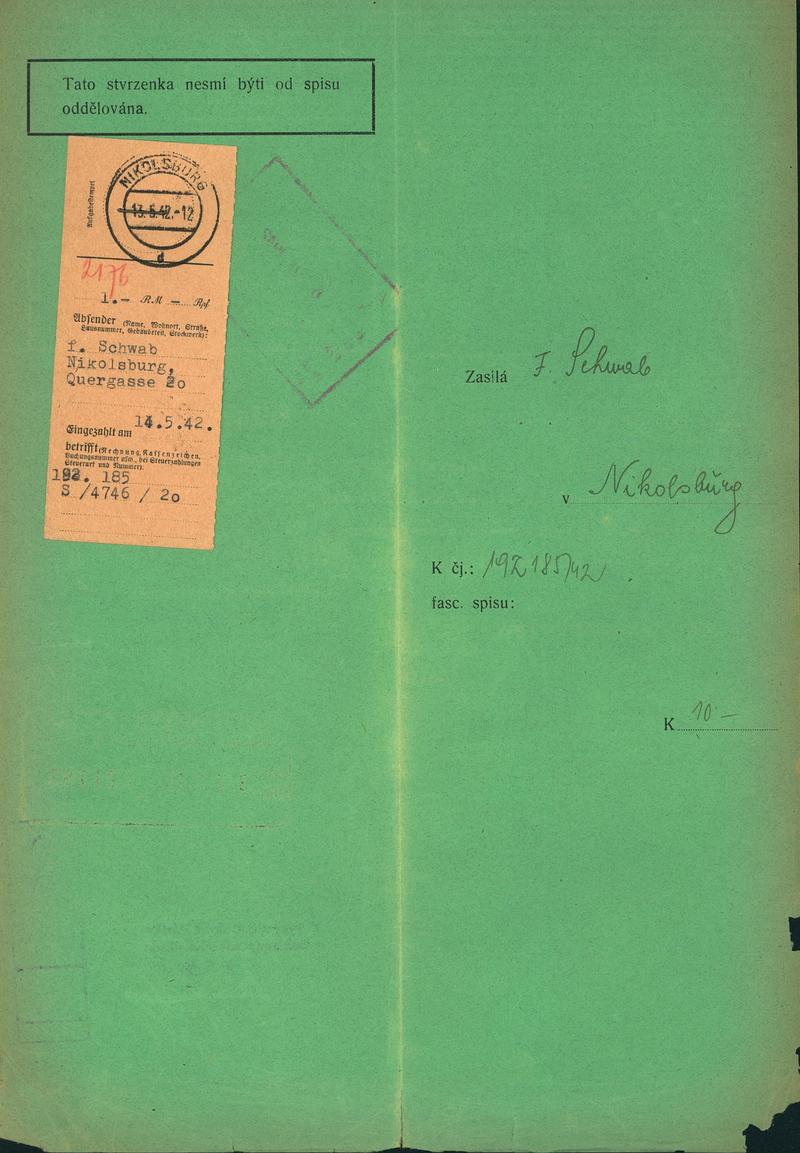 Tato stvrzenka nesmí býti od spisu
oddělována.
Aufgabestempel
NIKOLSBURG
13.5.42.-12
d
2176
1.- RM — Rpf
Absender (Name, Wohnort, Straße,
Hausnummer, Gebäudeteil, Stockwerk):
f. Schwab
Nikolsburg,
Quergasse 2o
Eingezahlt am 14.5.42.
betrifft (Rechnung, Kassenzeichen,
Buchungsnummer usw., bei Steuerzahlungen
Steuerart und Nummer):
192. 185
S /4746 / 2o
Zasílá F. Schwab
v Nikolsburg
K čj.: 192185/42
fasc. spisu:
K 10 —